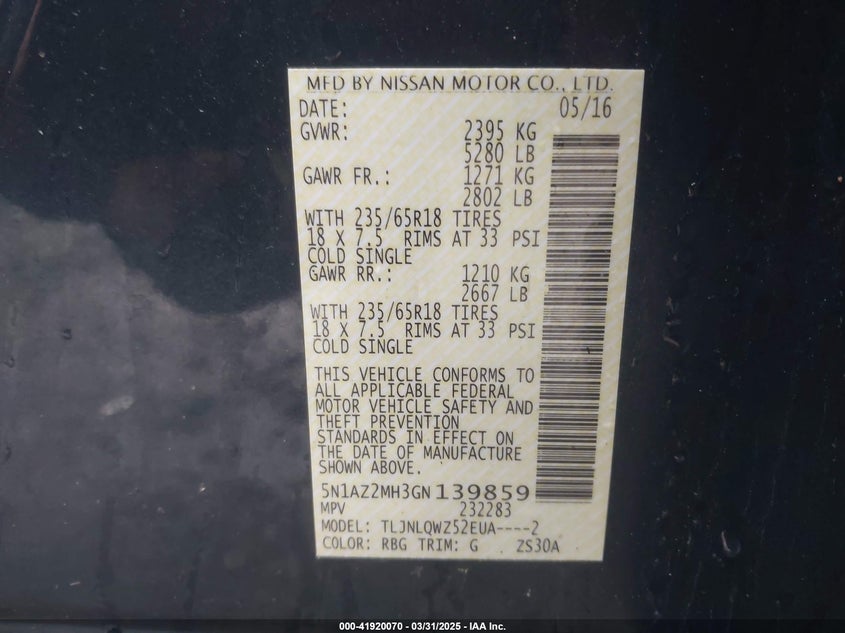 MFD BY NISSAN MOTOR CO., LTD.
DATE: 05/16
GVWR: 2395 KG
5280 LB
GAWR FR.: 1271 KG
2802 LB
WITH 235/65R18 TIRES
18 X 7.5 RIMS AT 33 PSI
COLD SINGLE
GAWR RR.: 1210 KG
2667 LB
WITH 235/65R18 TIRES
18 X 7.5 RIMS AT 33 PSI
COLD SINGLE
THIS VEHICLE CONFORMS TO
ALL APPLICABLE FEDERAL
MOTOR VEHICLE SAFETY AND
THEFT PREVENTION
STANDARDS IN EFFECT ON
THE DATE OF MANUFACTURE
SHOWN ABOVE.
5N1AZ2MH3GN139859
MPV 232283
MODEL: TLJNLQWZ52EUA----2
COLOR: RBG TRIM: G ZS30A
000-41920070 - 03/31/2025 - IAA Inc.